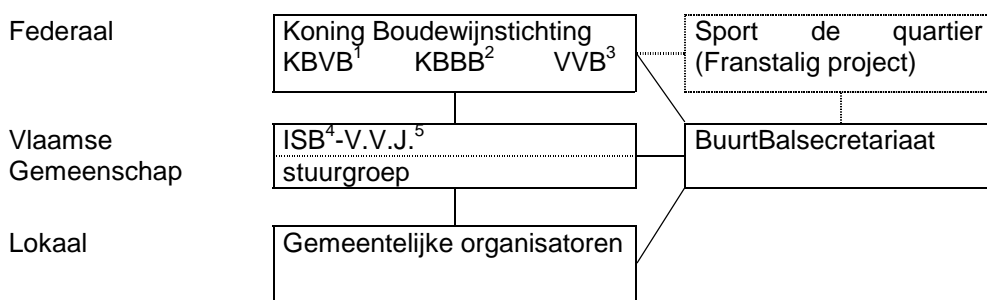 Federaal
Koning Boudewijnstichting
KBVB1 KBBB2 VVB3
Sport de quartier
(Franstalig project)
Vlaamse
Gemeenschap
ISB4-V.V.J.5
stuurgroep
BuurtBalsecretariaat
Lokaal
Gemeentelijke organisatoren